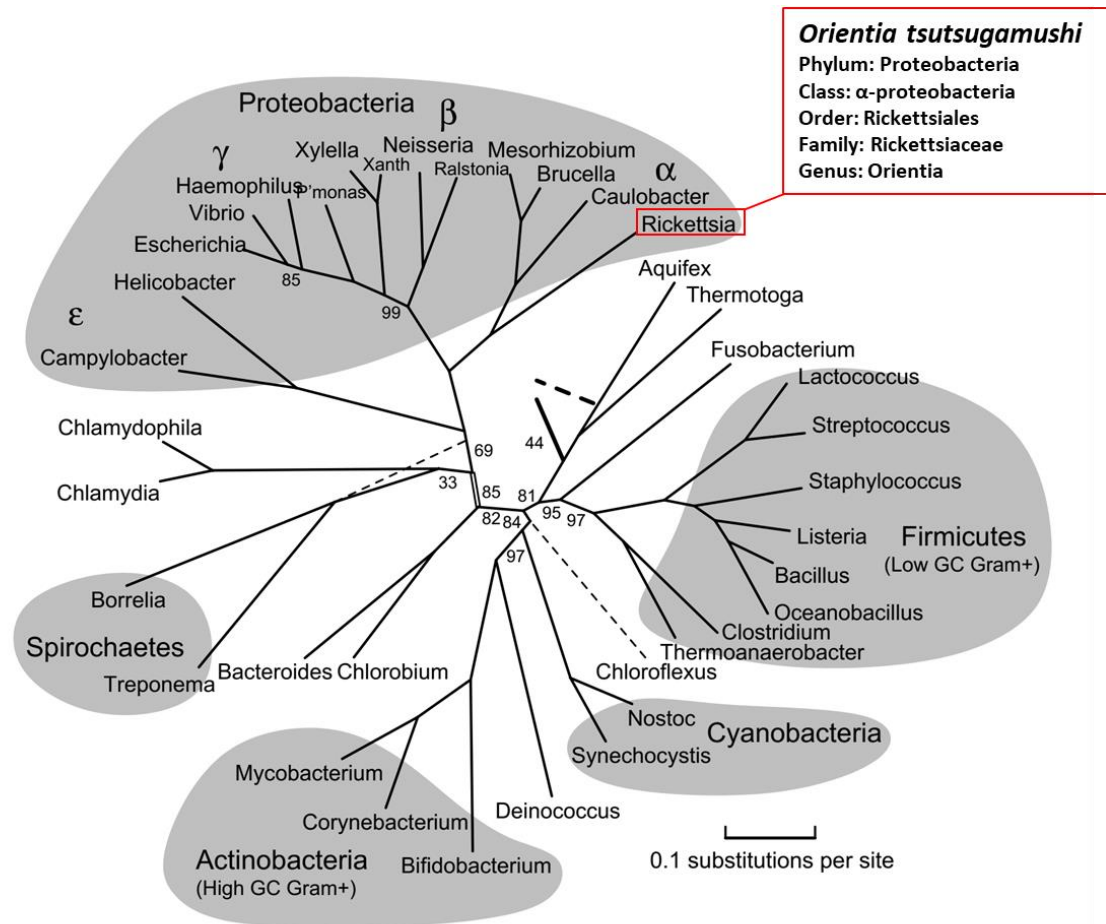 Orientia tsutsugamushi
Phylum: Proteobacteria
Class: α-proteobacteria
Order: Rickettsiales
Family: Rickettsiaceae
Genus: Orientia
Proteobacteria
β
γ
α
ε
Xylella
Xanth
Neisseria
Ralstonia
Mesorhizobium
Brucella
Caulobacter
Rickettsia
Haemophilus
P'monas
Vibrio
Escherichia
85
99
Helicobacter
Campylobacter
Aquifex
Thermotoga
Fusobacterium
Lactococcus
Streptococcus
Staphylococcus
Listeria
Bacillus
Oceanobacillus
Clostridium
Thermoanaerobacter
Firmicutes
(Low GC Gram+)
Chlamydophila
Chlamydia
69
33
85
82
84
81
44
95
97
97
Borrelia
Spirochaetes
Treponema
Bacteroides
Chlorobium
Chloroflexus
Nostoc
Synechocystis
Cyanobacteria
Mycobacterium
Corynebacterium
Bifidobacterium
Actinobacteria
(High GC Gram+)
Deinococcus
0.1 substitutions per site